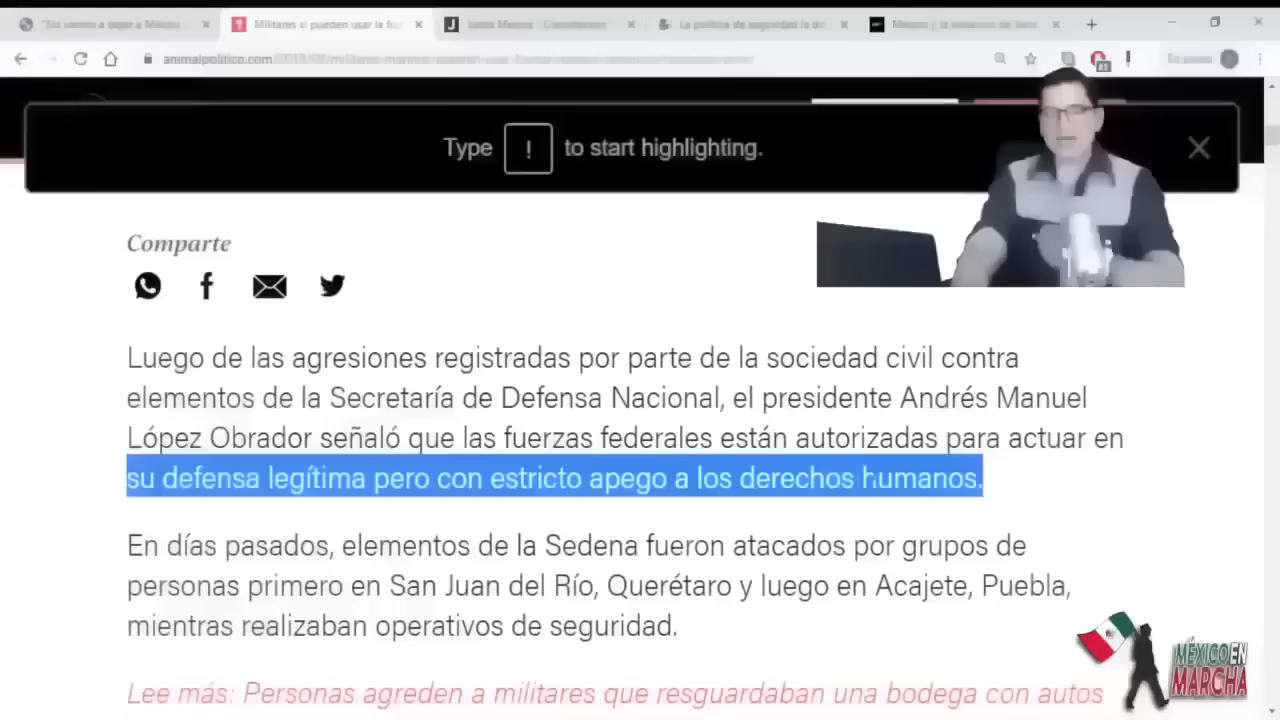 Militares sí pueden usar la
animalpolitico.com
Type ! to start highlighting.
Comparte
Luego de las agresiones registradas por parte de la sociedad civil contra
elementos de la Secretaría de Defensa Nacional, el presidente Andrés Manuel
López Obrador señaló que las fuerzas federales están autorizadas para actuar en
su defensa legítima pero con estricto apego a los derechos humanos.
En días pasados, elementos de la Sedena fueron atacados por grupos de
personas primero en San Juan del Río, Querétaro y luego en Acajete, Puebla,
mientras realizaban operativos de seguridad.
Lee más: Personas agreden a militares que resguardaban una bodega con autos
MÉXICO EN
MARCHA